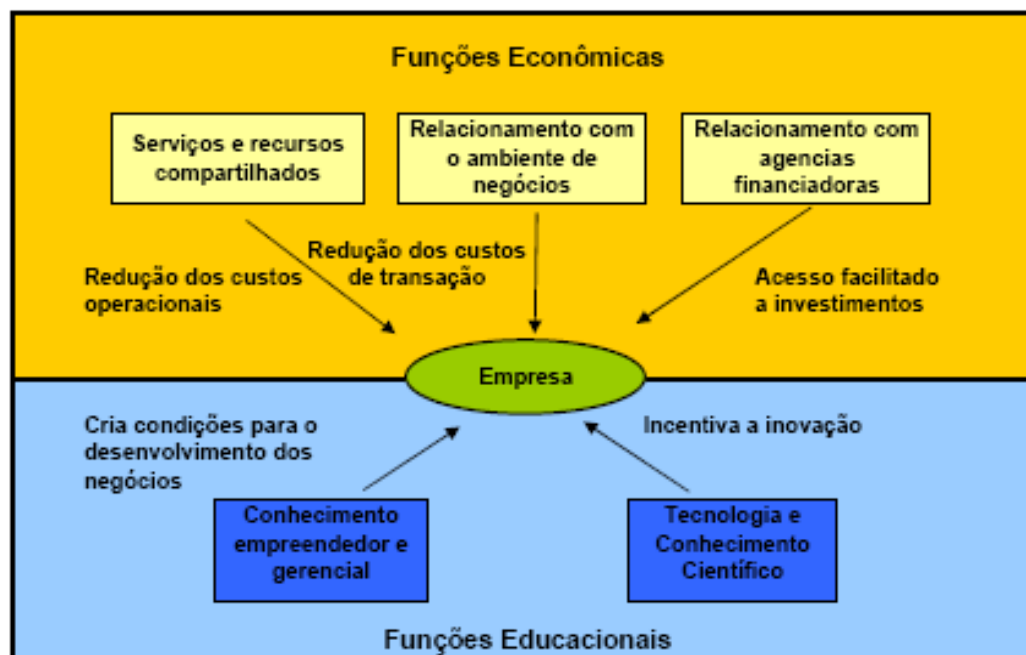 Funções Econômicas
Serviços e recursos
compartilhados
Relacionamento com
o ambiente de
negócios
Relacionamento com
agencias
financiadoras
Redução dos custos
operacionais
Redução dos custos
de transação
Acesso facilitado
a investimentos
Empresa
Cria condições para o
desenvolvimento dos
negócios
Incentiva a inovação
Conhecimento
empreendedor e
gerencial
Tecnologia e
Conhecimento
Científico
Funções Educacionais